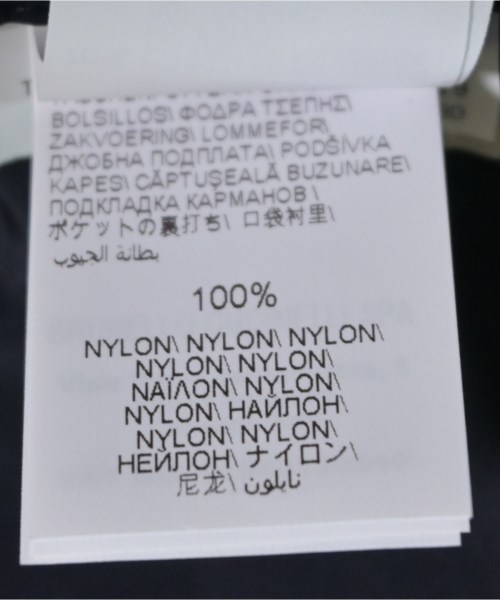 BOLSILLOS\ ΦΟΔΡΑ ΤΣΕΠΗΣ\
ZAKVOERING\ LOMMEFOR\
ДЖОБНА ПОДПЛАТА\ PODŠÍVKA
KAPES\ CĂPTUŞEALĂ BUZUNARE\
ПОДКЛАДКА КАРМАНОВ \
ポケットの裏打ち\ 口袋衬里\
بطانة الجيوب
100%
NYLON\ NYLON\ NYLON\
NYLON\ NYLON\
ΝΑΪΛΟΝ\ NYLON\
NYLON\ НАЙЛОН\
NYLON\ NYLON\
НЕЙЛОН\ ナイロン\
尼龙\ نايلون